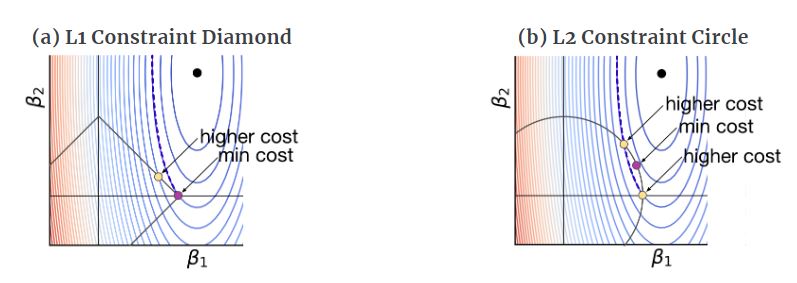 (a) L1 Constraint Diamond
β2
higher cost
min cost
β1
(b) L2 Constraint Circle
β2
higher cost
min cost
higher cost
β1